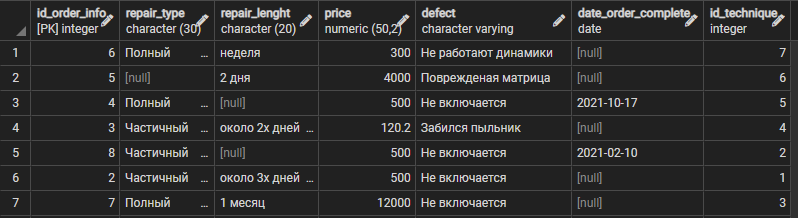 id_order_info repair_type repair_lenght price defect date_order_complete id_technique
[PK] integer character (30) character (20) numeric (50,2) character varying date integer
1 6 Полный ... неделя 300 Не работают динамики [null] 7
2 5 [null] 2 дня 4000 Поврежденая матрица [null] 6
3 4 Полный ... [null] 500 Не включается 2021-10-17 5
4 3 Частичный ... около 2х дней ... 120.2 Забился пыльник [null] 4
5 8 Частичный ... [null] 500 Не включается 2021-02-10 2
6 2 Частичный ... около 3х дней ... 500 Не включается [null] 1
7 7 Полный ... 1 месяц 12000 Не включается [null] 3